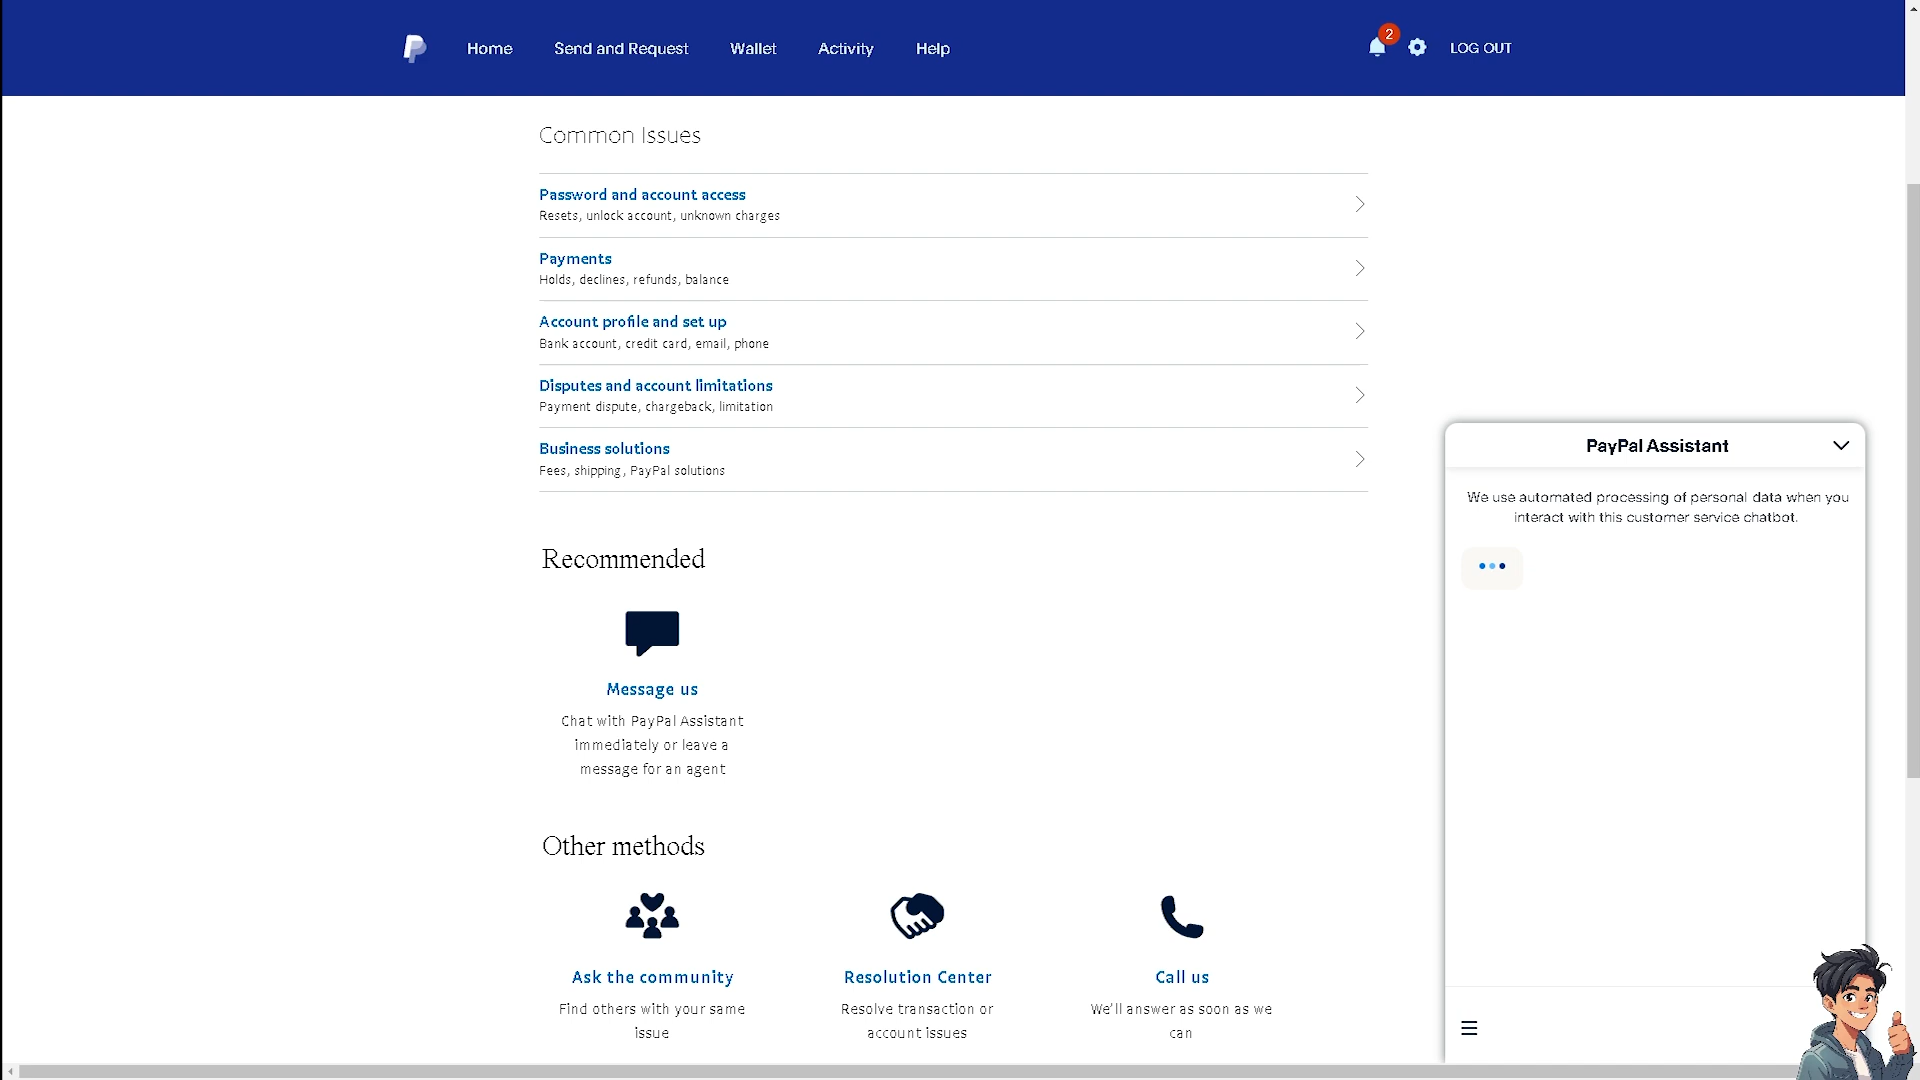 Home
Send and Request
Wallet
Activity
Help
2
LOG OUT
Common Issues
Password and account access
Resets, unlock account, unknown charges
Payments
Holds, declines, refunds, balance
Account profile and set up
Bank account, credit card, email, phone
Disputes and account limitations
Payment dispute, chargeback, limitation
Business solutions
Fees, shipping, PayPal solutions
Recommended
Message us
Chat with PayPal Assistant
immediately or leave a
message for an agent
Other methods
Ask the community
Find others with your same
issue
Resolution Center
Resolve transaction or
account issues
Call us
We'll answer as soon as we
can
PayPal Assistant
We use automated processing of personal data when you
interact with this customer service chatbot.